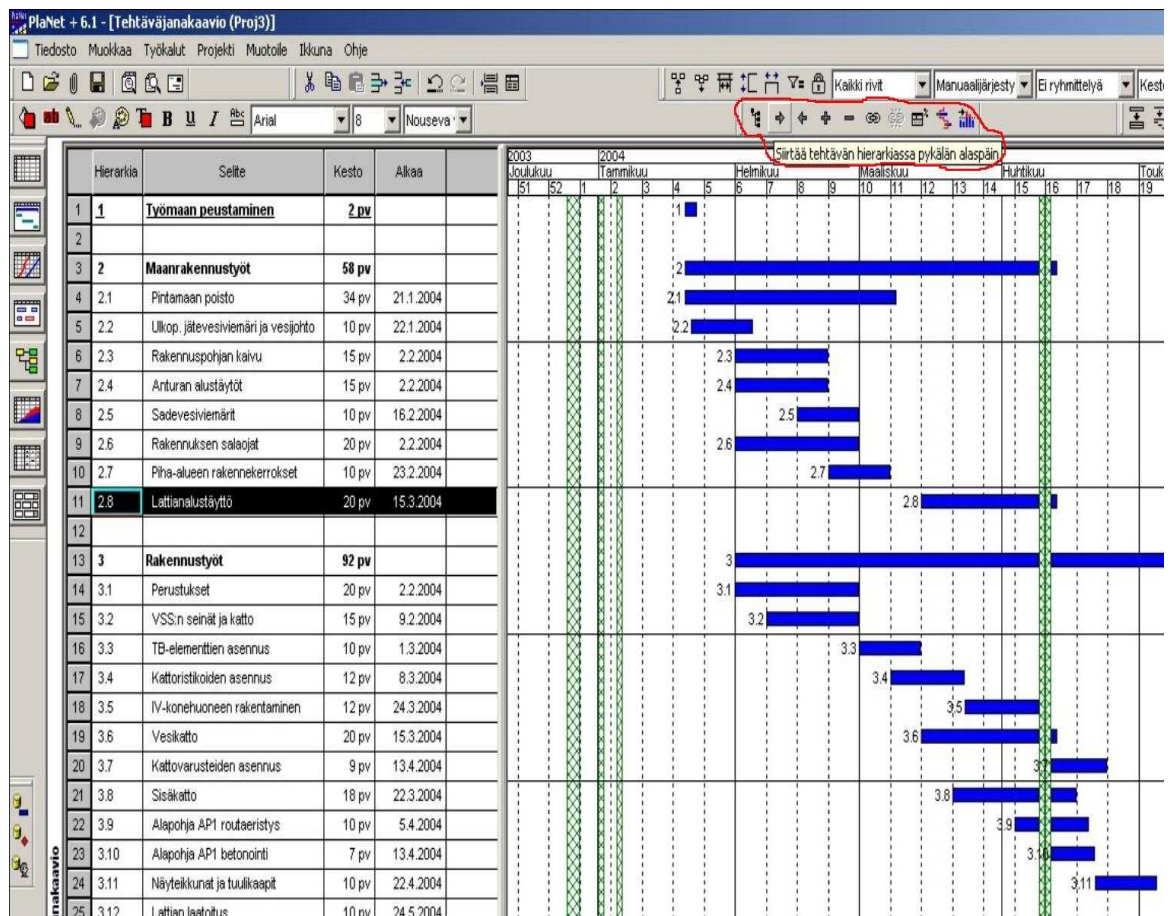 PlaNet + 6.1 - [Tehtäväjanakaavio (Proj3)]
Tiedosto Muokkaa Työkalut Projekti Muotoile Ikkuna Ohje
Kaikki rivit Manuaalijärjesty Ei ryhmittelyä Kest
ab B U I Abc Arial 8 Nouseva
Siirtää tehtävän hierarkiassa pykälän alaspäin
Hierarkia Selite Kesto Alkaa
2003 2004
Joulukuu Tammikuu Helmikuu Maaliskuu Huhtikuu Touk
51 52 1 2 3 4 5 6 7 8 9 10 11 12 13 14 15 16 17 18 19
1 1 Työmaan peustaminen 2 pv 1
2
3 2 Maanrakennustyöt 58 pv 2
4 2.1 Pintamaan poisto 34 pv 21.1.2004 2.1
5 2.2 Ulkop. jätevesiviemäri ja vesijohto 10 pv 22.1.2004 2.2
6 2.3 Rakennuspohjan kaivu 15 pv 2.2.2004 2.3
7 2.4 Anturan alustäytöt 15 pv 2.2.2004 2.4
8 2.5 Sadevesiviemärit 10 pv 16.2.2004 2.5
9 2.6 Rakennuksen salaojat 20 pv 2.2.2004 2.6
10 2.7 Piha-alueen rakennekerrokset 10 pv 23.2.2004 2.7
11 2.8 Lattianalustäyttö 20 pv 15.3.2004 2.8
12
13 3 Rakennustyöt 92 pv 3
14 3.1 Perustukset 20 pv 2.2.2004 3.1
15 3.2 VSS:n seinät ja katto 15 pv 9.2.2004 3.2
16 3.3 TB-elementtien asennus 10 pv 1.3.2004 3.3
17 3.4 Kattoristikoiden asennus 12 pv 8.3.2004 3.4
18 3.5 IV-konehuoneen rakentaminen 12 pv 24.3.2004 3.5
19 3.6 Vesikatto 20 pv 15.3.2004 3.6
20 3.7 Kattovarusteiden asennus 9 pv 13.4.2004
21 3.8 Sisäkatto 18 pv 22.3.2004 3.8
22 3.9 Alapohja AP1 routaeristys 10 pv 5.4.2004 3.9
23 3.10 Alapohja AP1 betonointi 7 pv 13.4.2004 3.10
24 3.11 Näyteikkunat ja tuulikaapit 10 pv 22.4.2004 3.11
25 3.12 Lattian laatoitus 10 pv 24.5.2004
nakaavio